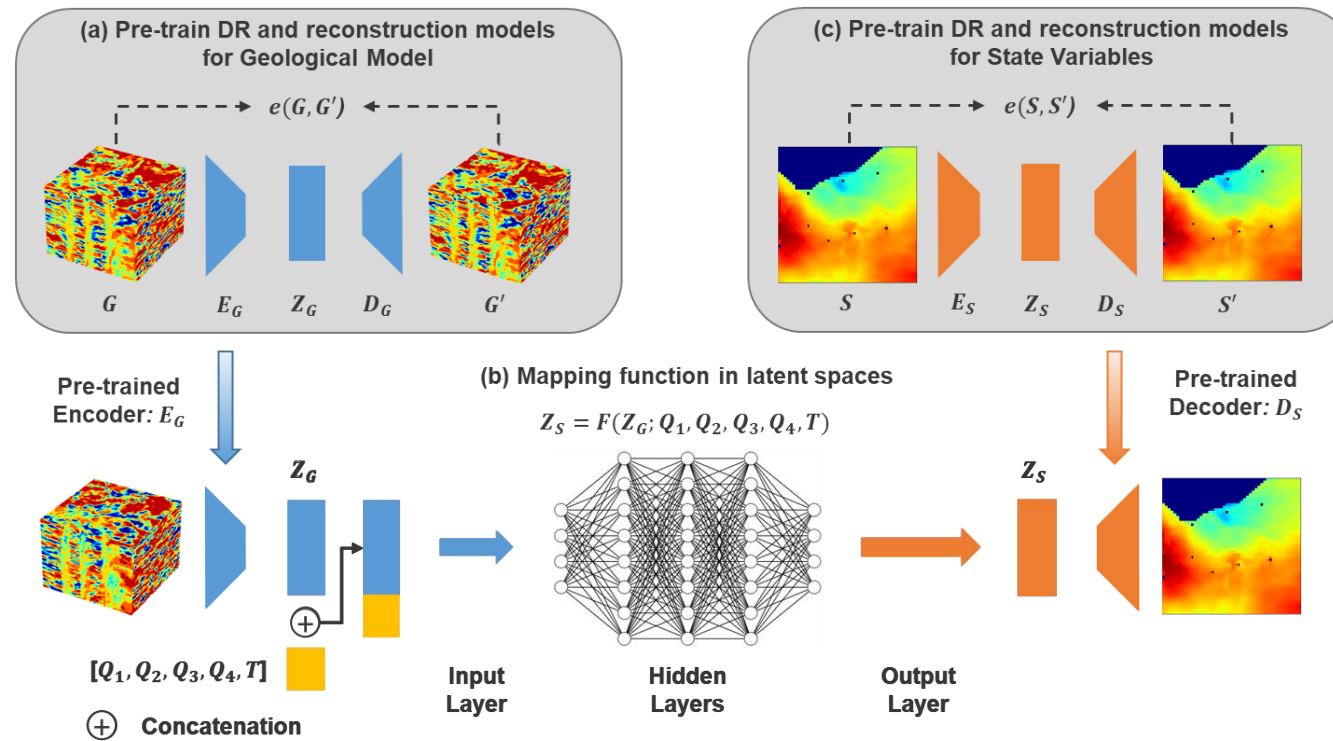 (a) Pre-train DR and reconstruction models
for Geological Model
e(G, G′)
G
E_G
Z_G
D_G
G′
(c) Pre-train DR and reconstruction models
for State Variables
e(S, S′)
S
E_S
Z_S
D_S
S′
Pre-trained
Encoder: E_G
(b) Mapping function in latent spaces
Z_S = F(Z_G; Q_1, Q_2, Q_3, Q_4, T)
Pre-trained
Decoder: D_S
Z_G
Z_S
[Q_1, Q_2, Q_3, Q_4, T]
Input
Layer
Hidden
Layers
Output
Layer
+ Concatenation